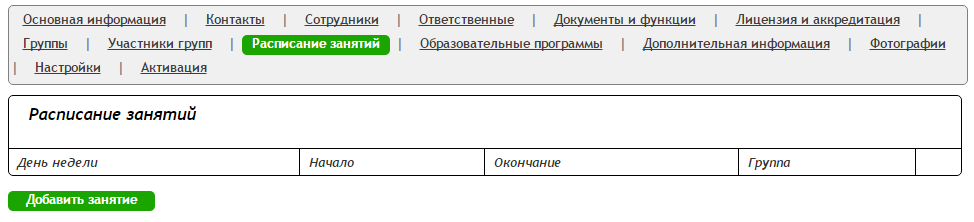 Основная информация | Контакты | Сотрудники | Ответственные | Документы и функции | Лицензия и аккредитация |
Группы | Участники групп | Расписание занятий | Образовательные программы | Дополнительная информация | Фотографии
| Настройки | Активация
Расписание занятий
День недели Начало Окончание Группа
Добавить занятие